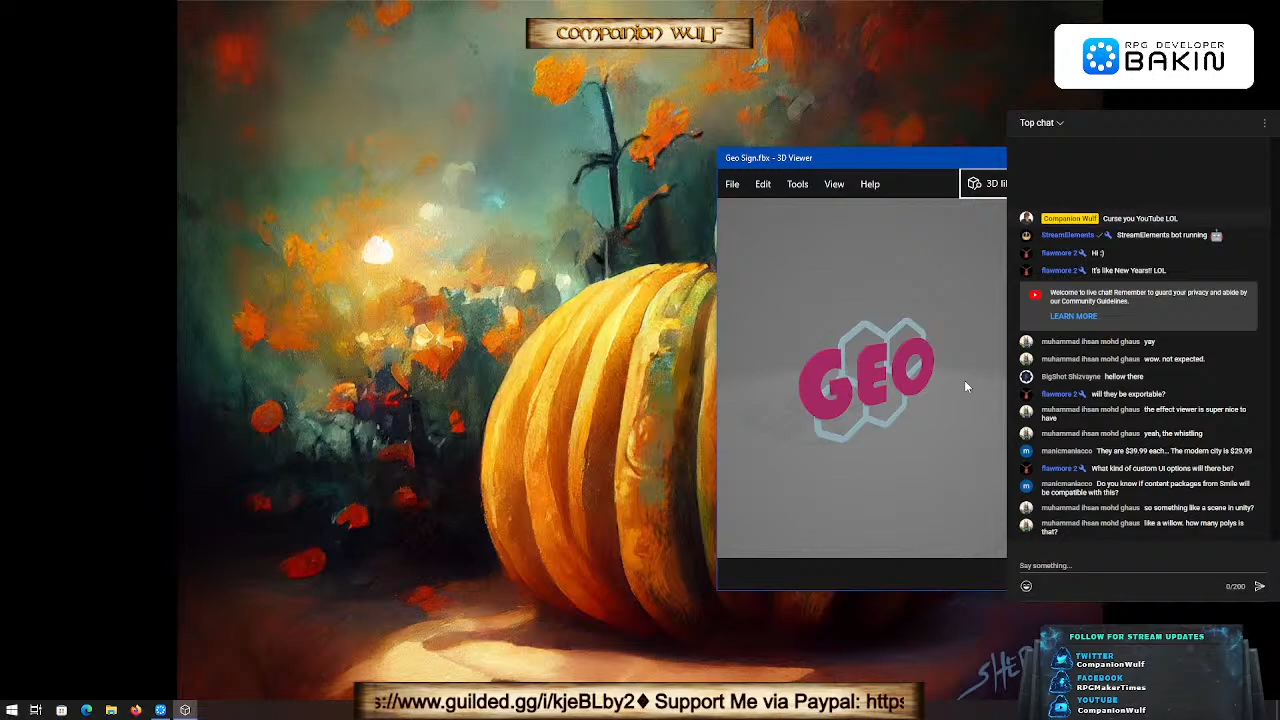 COMPANION WULF
RPG DEVELOPER
BAKIN
Top chat
Geo Sign.fbx - 3D Viewer
File Edit Tools View Help
3D
GEO
Companion Wulf Curse you YouTube LOL
StreamElements StreamElements bot running
flawmore 2 Hi :)
flawmore 2 It's like New Years!! LOL
Welcome to live chat! Remember to guard your privacy and abide by
our Community Guidelines.
LEARN MORE
muhammad ihsan mohd ghaus yay
muhammad ihsan mohd ghaus wow. not expected.
BigShot Shizvayne hellow there
flawmore 2 will they be exportable?
muhammad ihsan mohd ghaus the effect viewer is super nice to
have
muhammad ihsan mohd ghaus yeah, the whistling
manicmaniacco They are $39.99 each... The modern city is $29.99
flawmore 2 What kind of custom UI options will there be?
manicmaniacco Do you know if content packages from Smile will
be compatible with this?
muhammad ihsan mohd ghaus so something like a scene in unity?
muhammad ihsan mohd ghaus like a willow. how many polys is
that?
Say something...
0/200
FOLLOW FOR STREAM UPDATES
TWITTER
CompanionWulf
FACEBOOK
RPGMakerTimes
YOUTUBE
CompanionWulf
SHER
s://www.guilded.gg/i/kjeBLby2♦ Support Me via Paypal: https